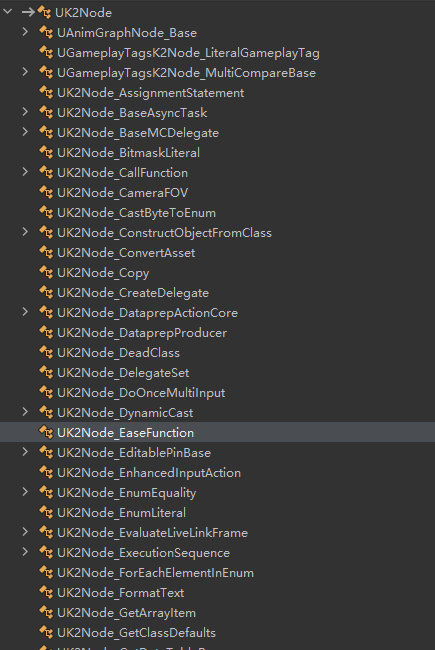 UK2Node
UAnimGraphNode_Base
UGameplayTagsK2Node_LiteralGameplayTag
UGameplayTagsK2Node_MultiCompareBase
UK2Node_AssignmentStatement
UK2Node_BaseAsyncTask
UK2Node_BaseMCDelegate
UK2Node_BitmaskLiteral
UK2Node_CallFunction
UK2Node_CameraFOV
UK2Node_CastByteToEnum
UK2Node_ConstructObjectFromClass
UK2Node_ConvertAsset
UK2Node_Copy
UK2Node_CreateDelegate
UK2Node_DataprepActionCore
UK2Node_DataprepProducer
UK2Node_DeadClass
UK2Node_DelegateSet
UK2Node_DoOnceMultiInput
UK2Node_DynamicCast
UK2Node_EaseFunction
UK2Node_EditablePinBase
UK2Node_EnhancedInputAction
UK2Node_EnumEquality
UK2Node_EnumLiteral
UK2Node_EvaluateLiveLinkFrame
UK2Node_ExecutionSequence
UK2Node_ForEachElementInEnum
UK2Node_FormatText
UK2Node_GetArrayItem
UK2Node_GetClassDefaults